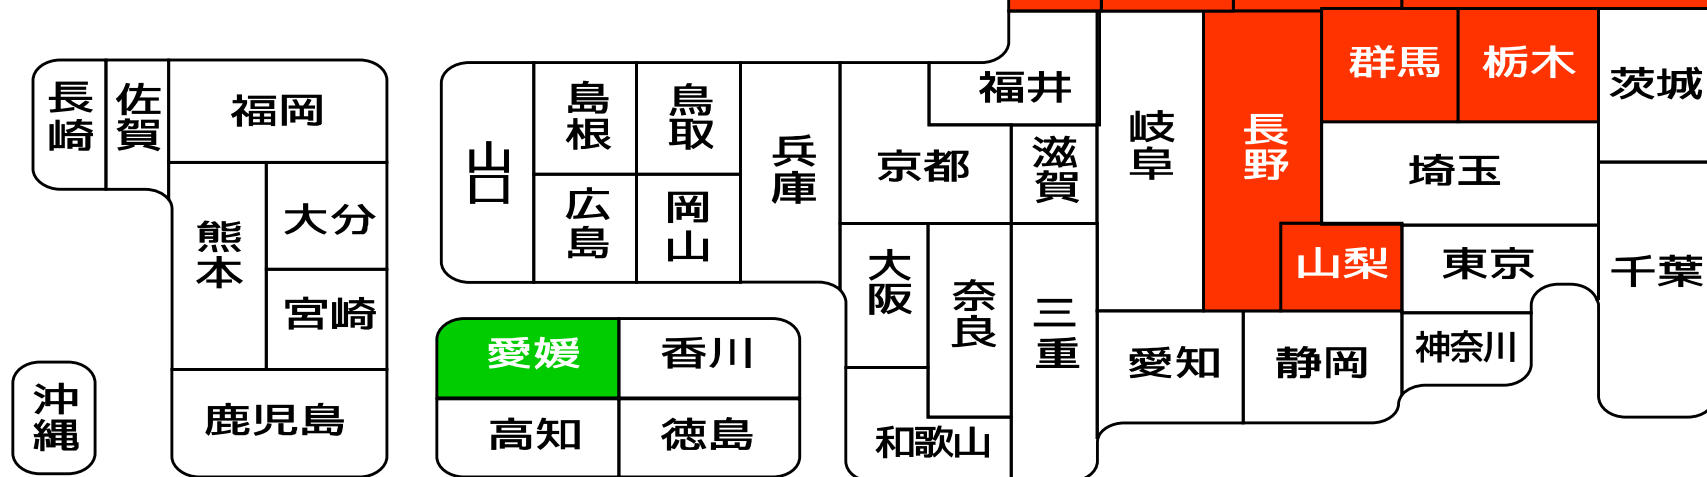 長崎
佐賀
福岡
熊本
大分
宮崎
鹿児島
沖縄
山口
島根
鳥取
広島
岡山
兵庫
京都
福井
滋賀
大阪
奈良
和歌山
三重
愛媛
香川
高知
徳島
岐阜
長野
群馬
栃木
茨城
埼玉
山梨
東京
千葉
愛知
静岡
神奈川